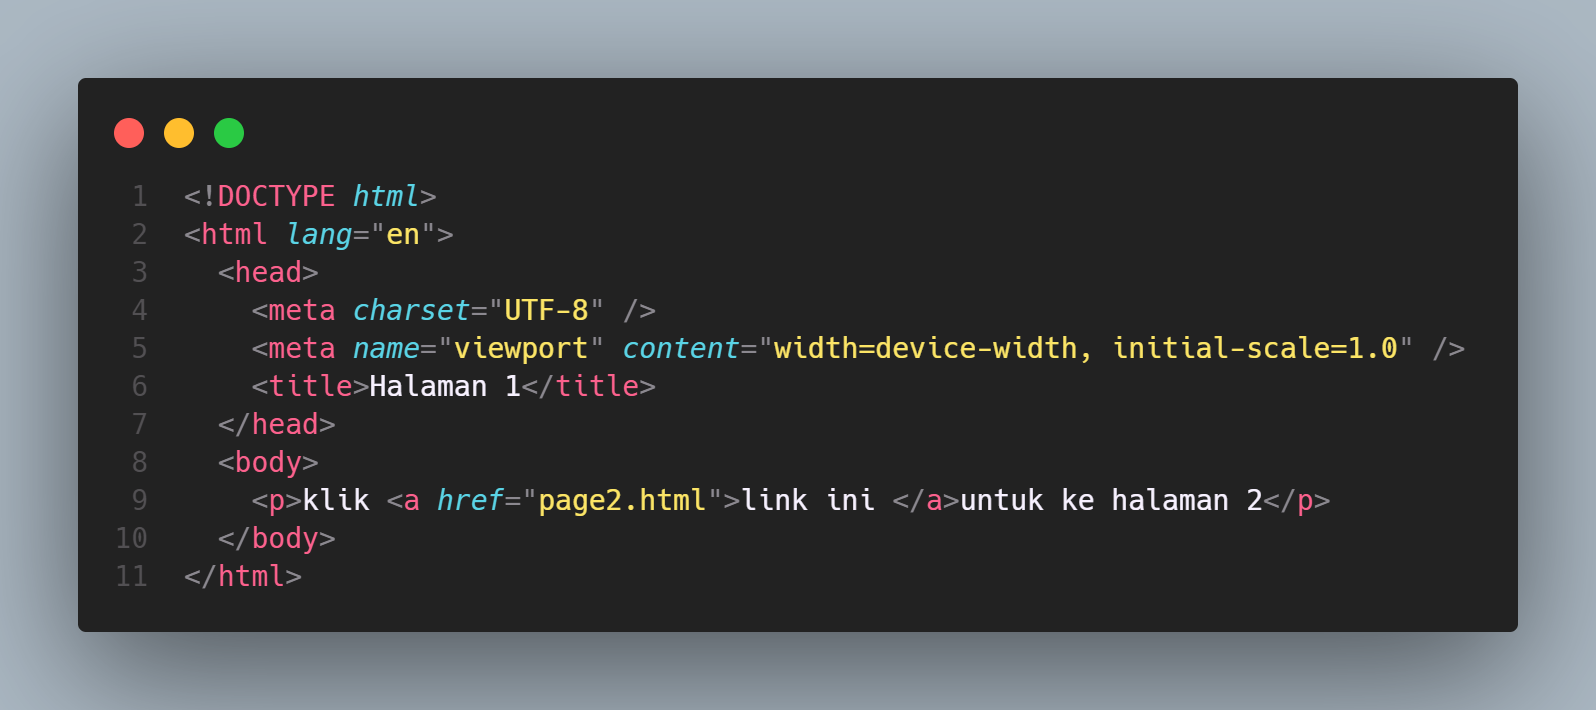 1 <!DOCTYPE html>
2 <html lang="en">
3   <head>
4     <meta charset="UTF-8" />
5     <meta name="viewport" content="width=device-width, initial-scale=1.0" />
6     <title>Halaman 1</title>
7   </head>
8   <body>
9     <p>klik <a href="page2.html">link ini </a>untuk ke halaman 2</p>
10   </body>
11 </html>